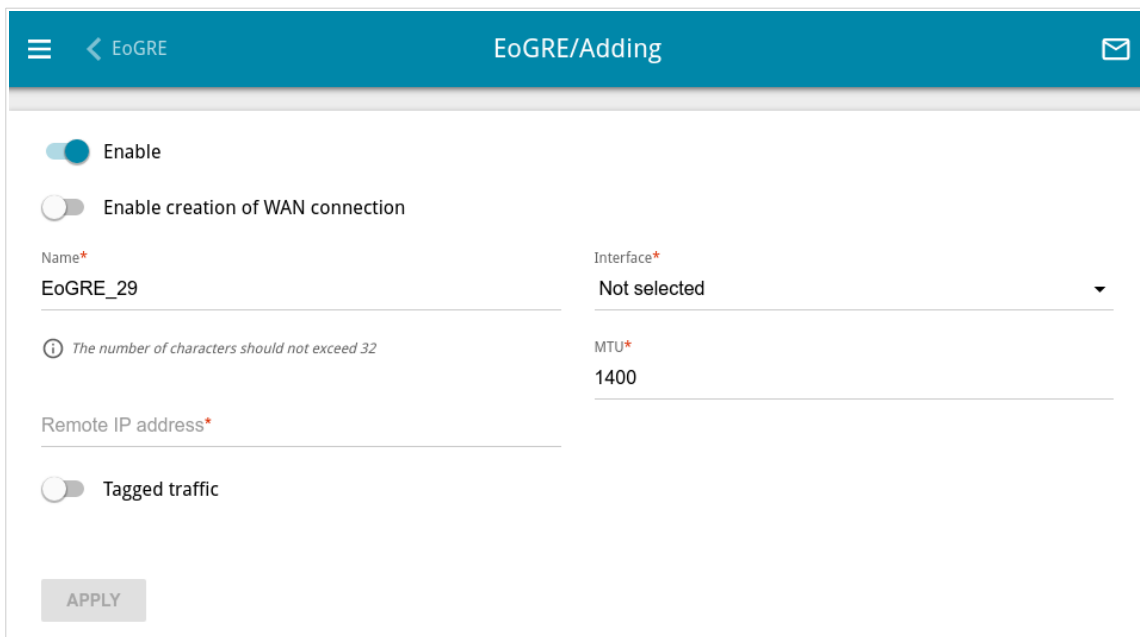 EoGRE
EoGRE/Adding
Enable
Enable creation of WAN connection
Name*
EoGRE_29
Interface*
Not selected
The number of characters should not exceed 32
MTU*
1400
Remote IP address*
Tagged traffic
APPLY